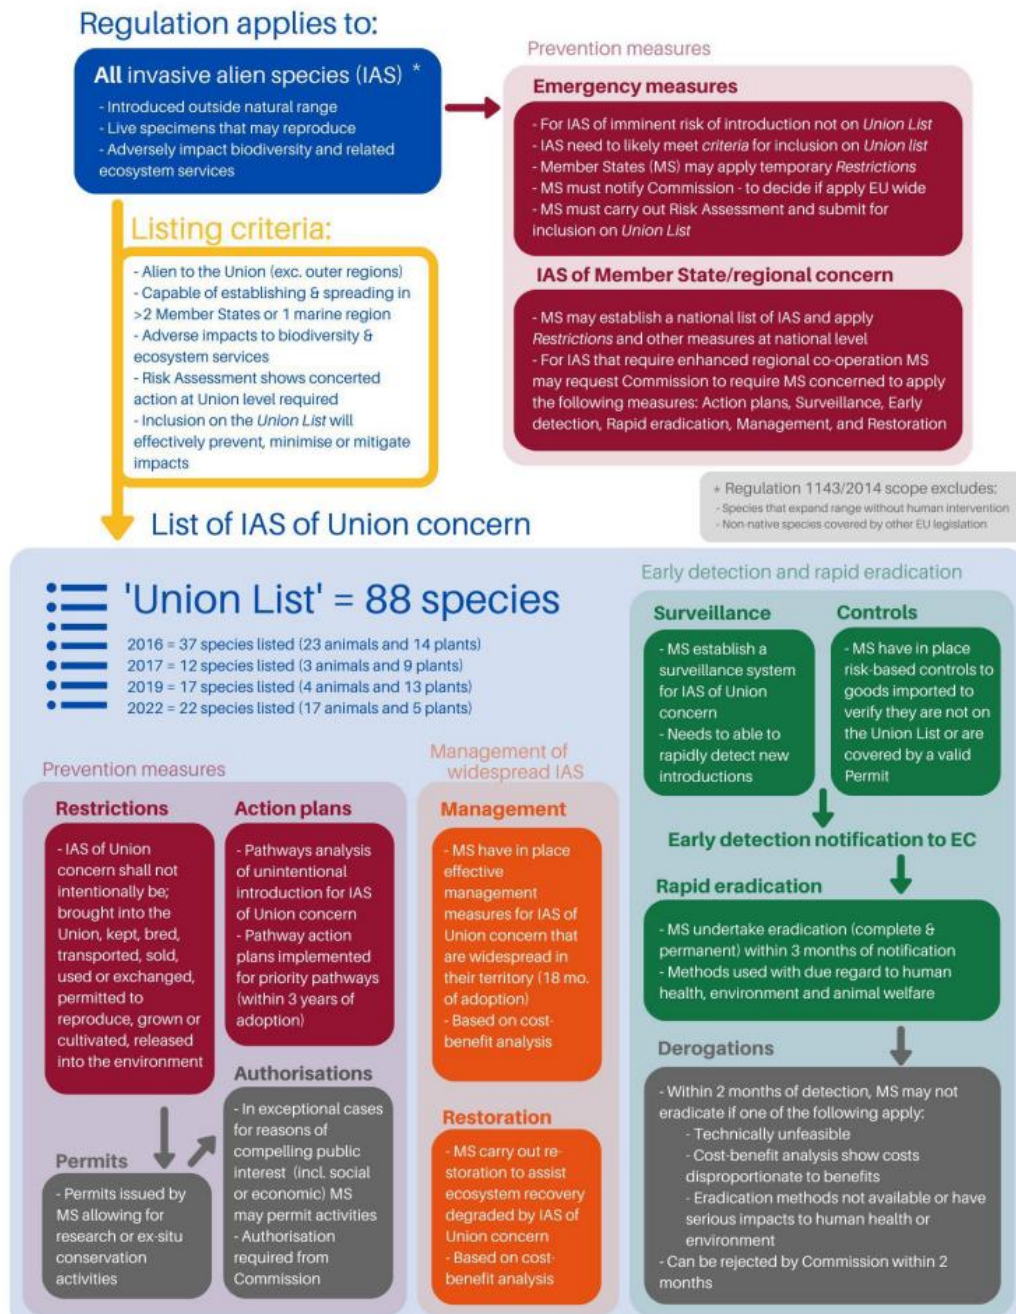 Regulation applies to:
All invasive alien species (IAS) *
- Introduced outside natural range
- Live specimens that may reproduce
- Adversely impact biodiversity and related
ecosystem services
Prevention measures
Emergency measures
- For IAS of imminent risk of introduction not on Union List
- IAS need to likely meet criteria for inclusion on Union list
- Member States (MS) may apply temporary Restrictions
- MS must notify Commission - to decide if apply EU wide
- MS must carry out Risk Assessment and submit for
inclusion on Union List
IAS of Member State/regional concern
- MS may establish a national list of IAS and apply
Restrictions and other measures at national level
- For IAS that require enhanced regional co-operation MS
may request Commission to require MS concerned to apply
the following measures: Action plans, Surveillance, Early
detection, Rapid eradication, Management, and Restoration
Listing criteria:
- Alien to the Union (exc. outer regions)
- Capable of establishing & spreading in
>2 Member States or 1 marine region
- Adverse impacts to biodiversity &
ecosystem services
- Risk Assessment shows concerted
action at Union level required
- Inclusion on the Union List will
effectively prevent, minimise or mitigate
impacts
* Regulation 1143/2014 scope excludes:
- Species that expand range without human intervention
- Non-native species covered by other EU legislation
List of IAS of Union concern
'Union List' = 88 species
2016 = 37 species listed (23 animals and 14 plants)
2017 = 12 species listed (3 animals and 9 plants)
2019 = 17 species listed (4 animals and 13 plants)
2022 = 22 species listed (17 animals and 5 plants)
Prevention measures
Restrictions
- IAS of Union
concern shall not
intentionally be;
brought into the
Union, kept, bred,
transported, sold,
used or exchanged,
permitted to
reproduce, grown or
cultivated, released
into the environment
Action plans
- Pathways analysis
of unintentional
introduction for IAS
of Union concern
- Pathway action
plans implemented
for priority pathways
(within 3 years of
adoption)
Permits
- Permits issued by
MS allowing for
research or ex-situ
conservation
activities
Authorisations
- In exceptional cases
for reasons of
compelling public
interest (incl. social
or economic) MS
may permit activities
- Authorisation
required from
Commission
Management of
widespread IAS
Management
- MS have in place
effective
management
measures for IAS of
Union concern that
are widespread in
their territory (18 mo.
of adoption)
- Based on cost-
benefit analysis
Restoration
- MS carry out re-
storation to assist
ecosystem recovery
degraded by IAS of
Union concern
- Based on cost-
benefit analysis
Early detection and rapid eradication
Surveillance
- MS establish a
surveillance system
for IAS of Union
concern
- Needs to able to
rapidly detect new
introductions
Controls
- MS have in place
risk-based controls to
goods imported to
verify they are not on
the Union List or are
covered by a valid
Permit
Early detection notification to EC
Rapid eradication
- MS undertake eradication (complete &
permanent) within 3 months of notification
- Methods used with due regard to human
health, environment and animal welfare
Derogations
- Within 2 months of detection, MS may not
eradicate if one of the following apply:
- Technically unfeasible
- Cost-benefit analysis show costs
disproportionate to benefits
- Eradication methods not available or have
serious impacts to human health or
environment
- Can be rejected by Commission within 2
months